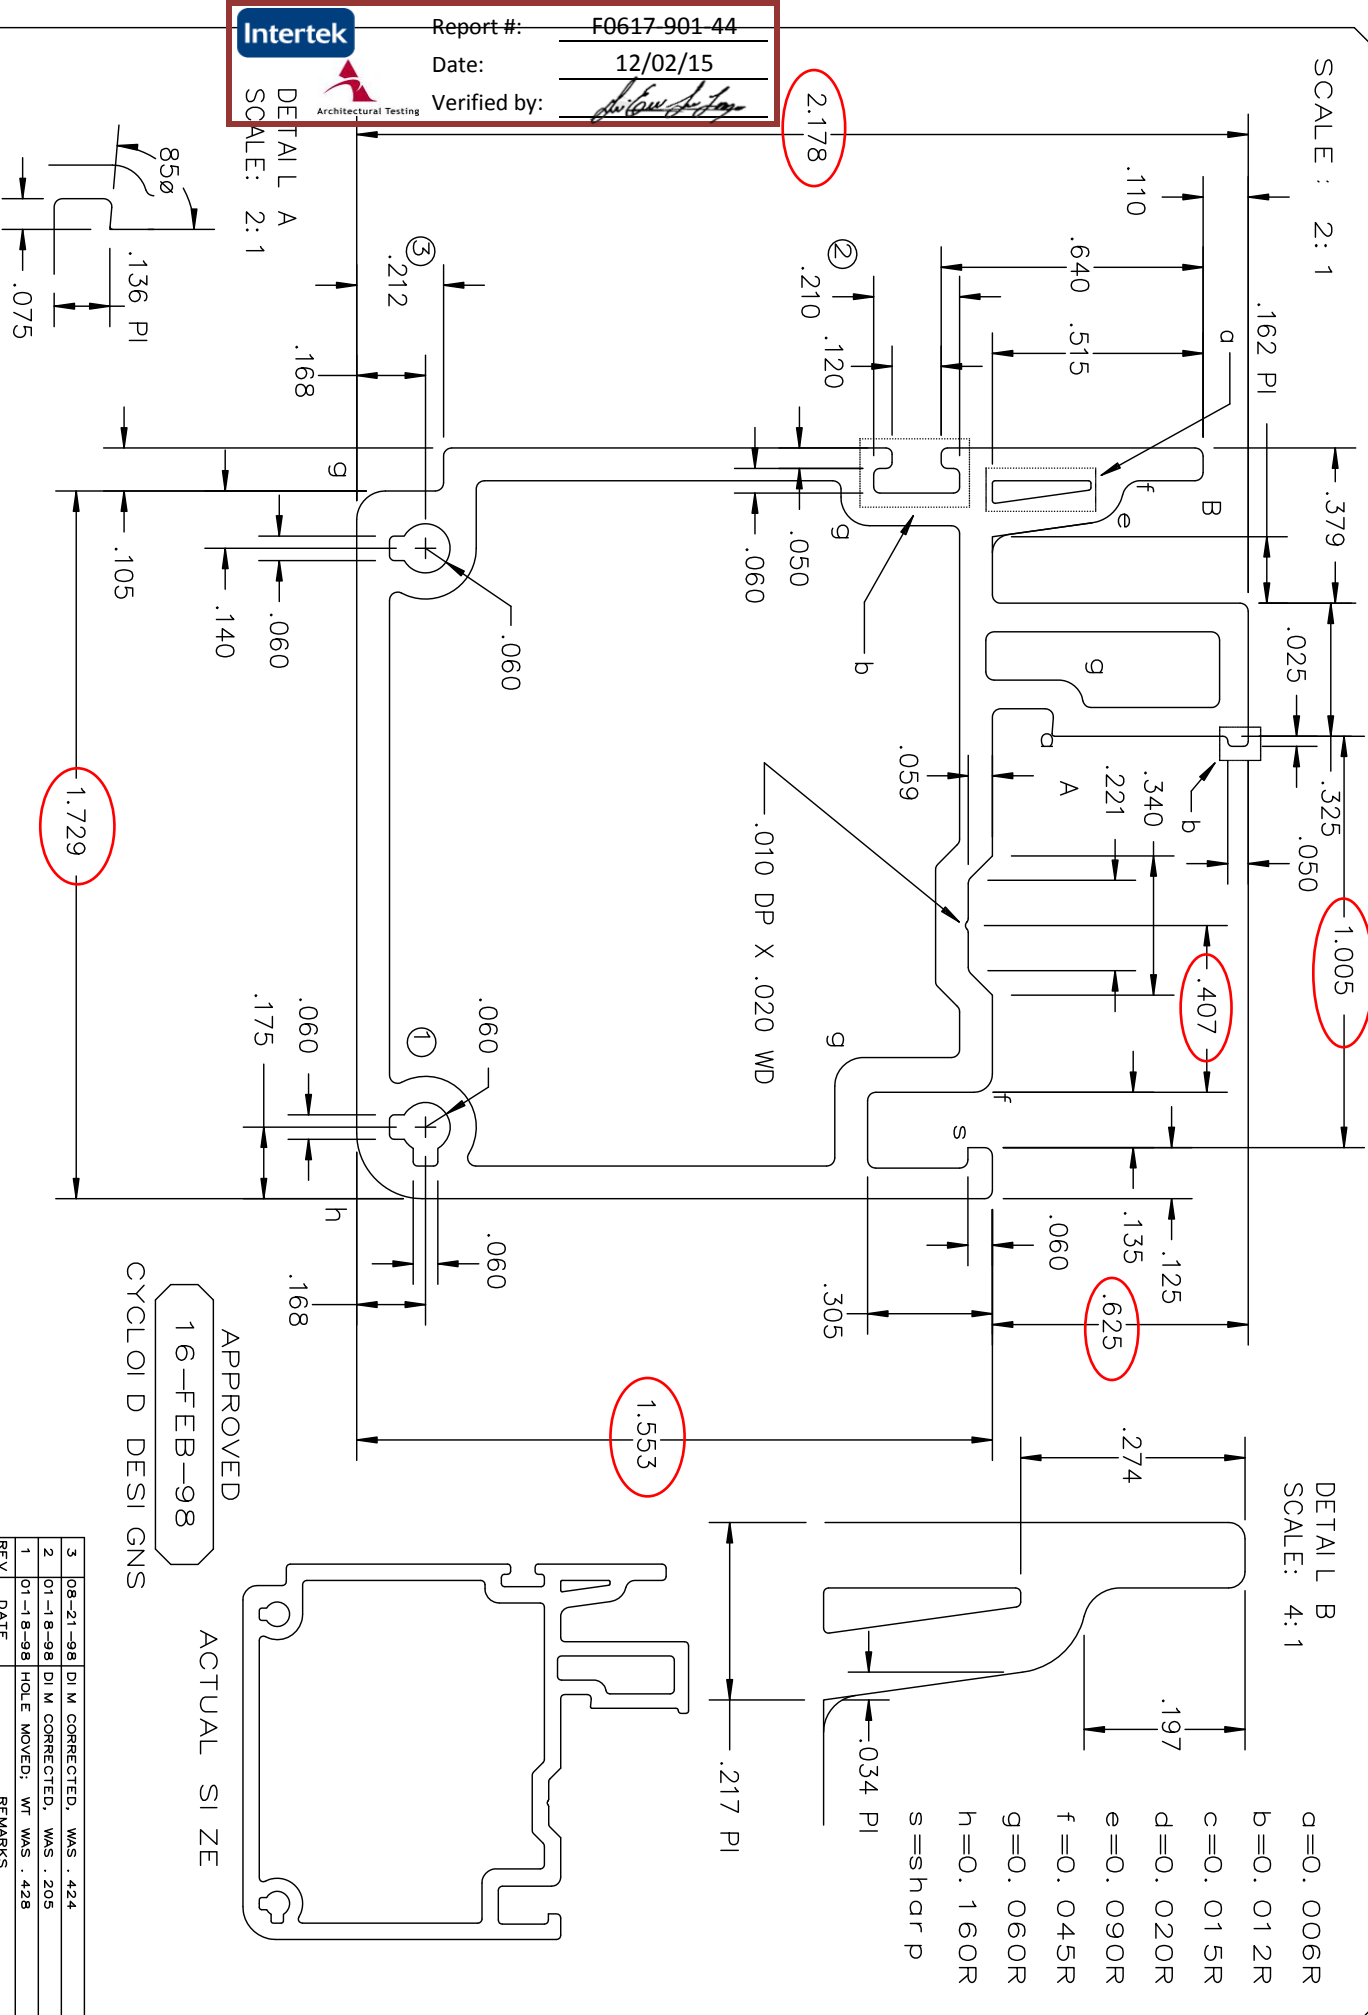 Intertek
Architectural Testing
Report #: F0617-901-44
Date: 12/02/15
Verified by:
SCALE: 2:1
2.178
.110
.640
.515
.162 PI
a
②
.210
.120
③
.212
.168
DETAIL A
SCALE: 2:1
85ø
.136 PI
.075
.379
.025
.325
.050
1.005
B
f
e
g
a
b
A
.221
.340
.407
.059
.050
.060
g
b
.010 DP X .020 WD
g
.105
.140
.060
.060
1.729
.060
①
.060
.175
g
f
s
h
.060
.168
.060
.135
.125
.305
.625
1.553
APPROVED
16-FEB-98
CYCLOID DESIGNS
DETAIL B
SCALE: 4:1
.274
.197
.034 PI
.217 PI
a=0.006R
b=0.012R
c=0.015R
d=0.020R
e=0.090R
f=0.045R
g=0.060R
h=0.160R
s=sharp
ACTUAL SIZE
3 08-21-98 DIM CORRECTED, WAS .424
2 01-18-98 DIM CORRECTED, WAS .205
1 01-18-98 HOLE MOVED; WT WAS .428
REV DATE REMARKS